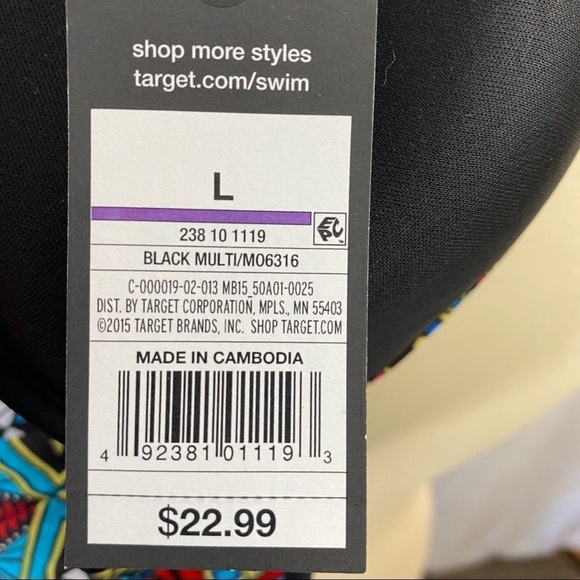 shop more styles
target.com/swim
L
238 10 1119
EPC™
BLACK MULTI/M06316
C-000019-02-013 MB15_50A01-0025
DIST. BY TARGET CORPORATION, MPLS., MN 55403
©2015 TARGET BRANDS, INC. SHOP TARGET.COM
MADE IN CAMBODIA
4 92381 01119 3
$22.99